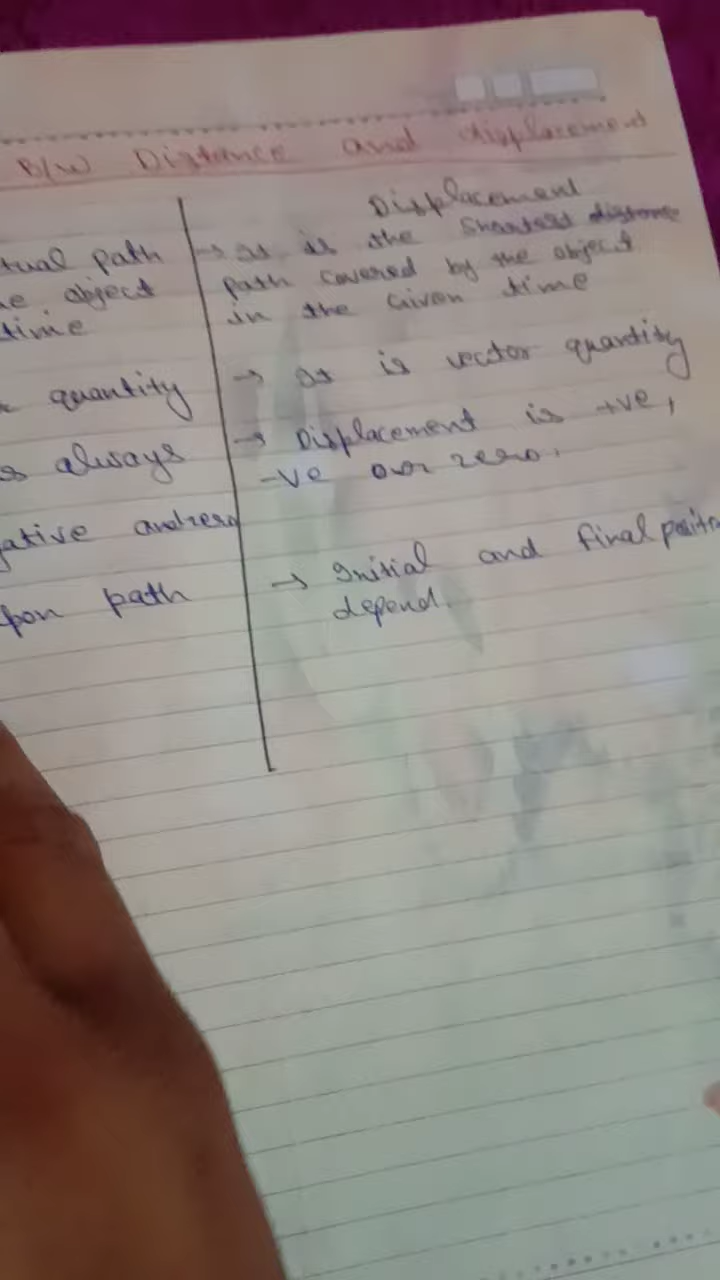 B/w Distance and displacement
tual path
e object
time
quantity
s always
gative and zero
pon path
Displacement
→ It is the shortest distance
path covered by the object
in the given time
→ It is vector quantity
→ Displacement is +ve,
-ve or zero.
→ Initial and final
depend.